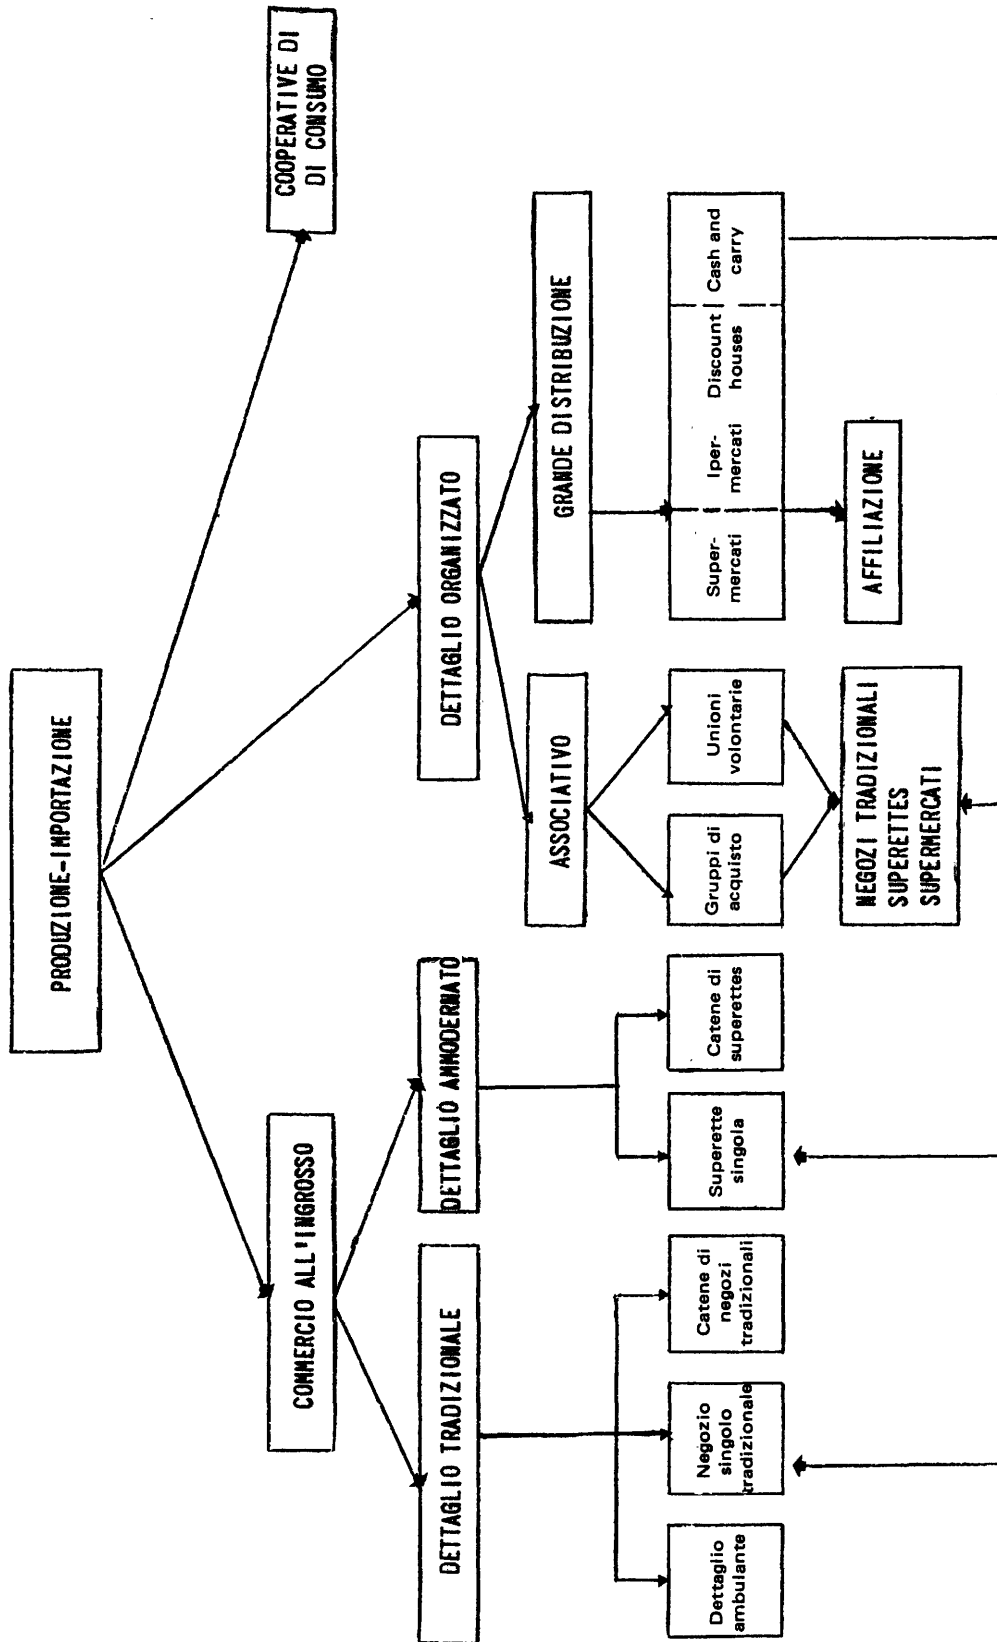 PRODUZIONE-IMPORTAZIONE
COMMERCIO ALL'INGROSSO
COOPERATIVE DI
DI CONSUMO
DETTAGLIO TRADIZIONALE
DETTAGLIO AMMODERNATO
DETTAGLIO ORGANIZZATO
ASSOCIATIVO
GRANDE DISTRIBUZIONE
Dettaglio
ambulante
Negozio
singolo
tradizionale
Catene di
negozi
tradizionali
Superette
singola
Catene di
superettes
Gruppi di
acquisto
Unioni
volontarie
Super-
mercati
Iper-
mercati
Discount
houses
Cash and
carry
NEGOZI TRADIZIONALI
SUPERETTES
SUPERMERCATI
AFFILIAZIONE